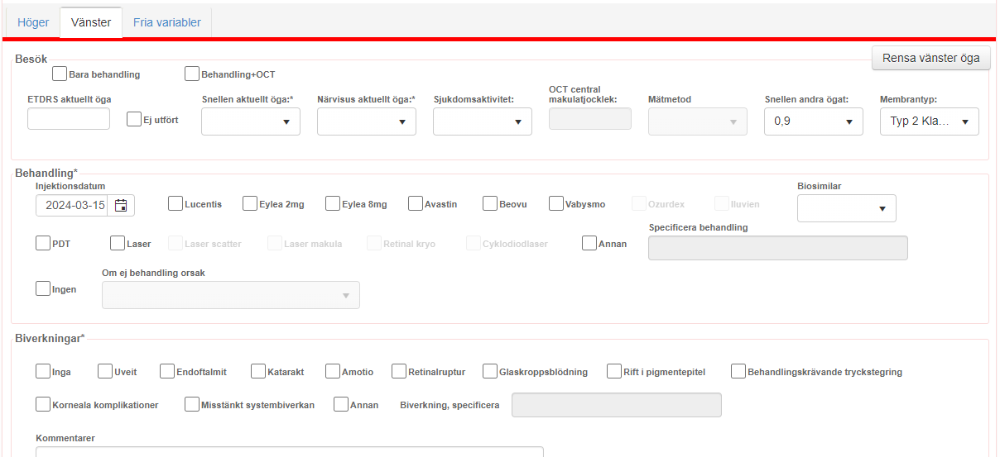 Höger Vänster Fria variabler
Besök
Rensa vänster öga
Bara behandling Behandling+OCT
ETDRS aktuellt öga Ej utfört Snellen aktuellt öga:* Närvisus aktuellt öga:* Sjukdomsaktivitet: OCT central makulatjocklek: Mätmetod Snellen andra ögat: Membrantyp:
0,9 Typ 2 Kla...
Behandling*
Injektionsdatum Biosimilar
2024-03-15 Lucentis Eylea 2mg Eylea 8mg Avastin Beovu Vabysmo Ozurdex Iluvien
Specificera behandling
PDT Laser Laser scatter Laser makula Retinal kryo Cyklodiodlaser Annan
Om ej behandling orsak
Ingen
Biverkningar*
Inga Uveit Endoftalmit Katarakt Amotio Retinalruptur Glaskroppsblödning Rift i pigmentepitel Behandlingskrävande tryckstegring
Korneala komplikationer Misstänkt systembiverkan Annan Biverkning, specificera
Kommentarer